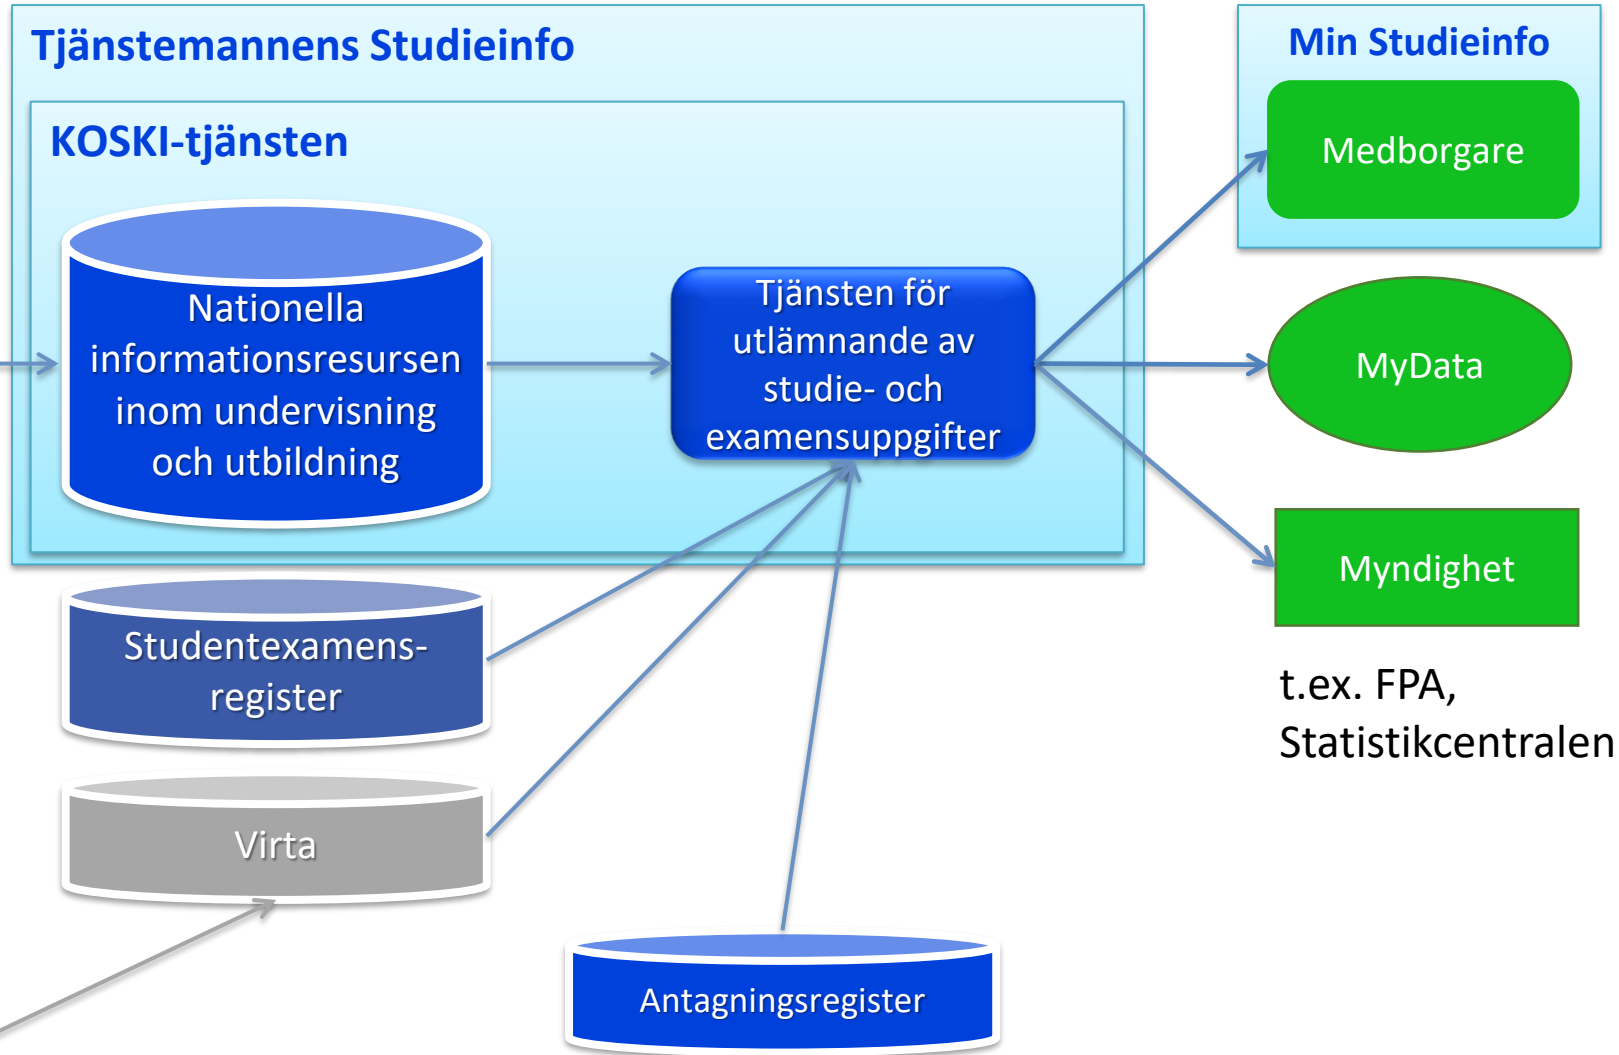 Tjänstemannens Studieinfo
KOSKI-tjänsten
Nationella
informationsresursen
inom undervisning
och utbildning
Tjänsten för
utlämnande av
studie- och
examensuppgifter
Min Studieinfo
Medborgare
MyData
Myndighet
t.ex. FPA,
Statistikcentralen
Studentexamens-
register
Virta
Antagningsregister